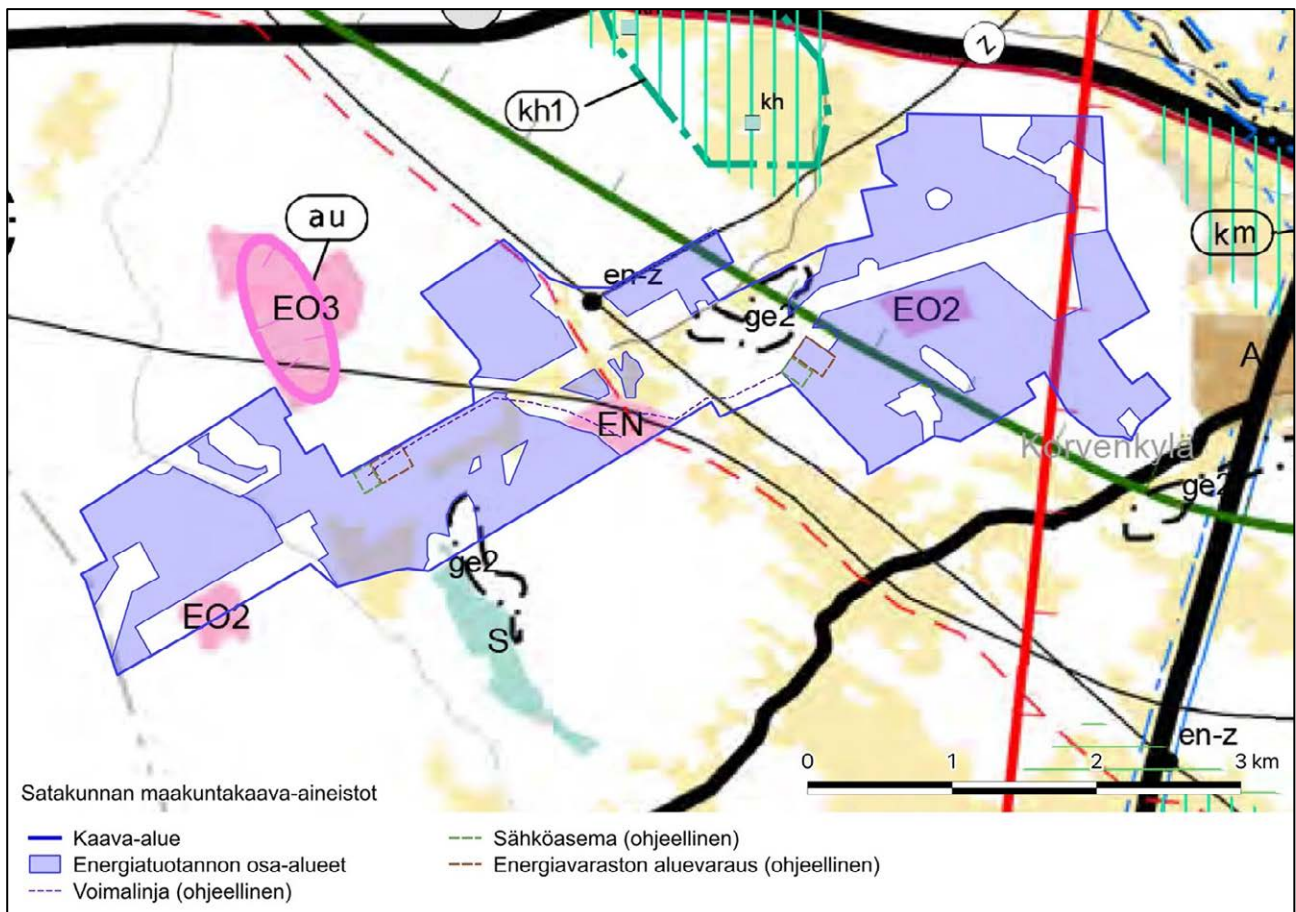 z
kh
kh1
km
au
en-z
EO3
ge2
EO2
A
EN
Korvenkylä
ge2
ge2
EO2
S
en-z
0 1 2 3 km
Satakunnan maakuntakaava-aineistot
Kaava-alue
Energiatuotannon osa-alueet
Voimalinja (ohjeellinen)
Sähköasema (ohjeellinen)
Energiavaraston aluevaraus (ohjeellinen)